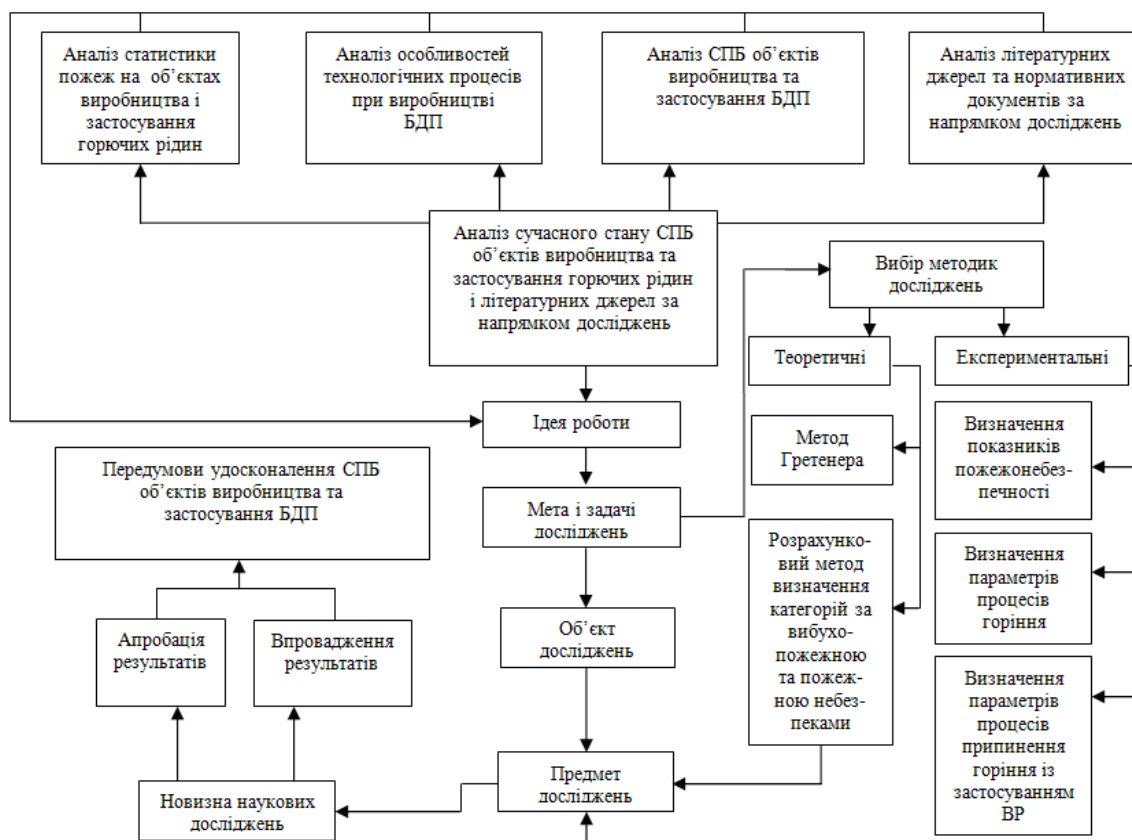 Аналіз статистики
пожеж на об’єктах
виробництва і
застосування
горючих рідин
Аналіз особливостей
технологічних процесів
при виробництві
БДП
Аналіз СПБ об’єктів
виробництва та
застосування БДП
Аналіз літературних
джерел та нормативних
документів за
напрямком досліджень
Аналіз сучасного стану СПБ
об’єктів виробництва та
застосування горючих рідин
і літературних джерел за
напрямком досліджень
Вибір методик
досліджень
Теоретичні
Експериментальні
Ідея роботи
Метод
Гретенера
Визначення
показників
пожежонебез-
печності
Передумови удосконалення СПБ
об’єктів виробництва та
застосування БДП
Мета і задачі
досліджень
Розрахунко-
вий метод
визначення
категорій за
вибухо-
пожежною
та пожеж-
ною небез-
пеками
Визначення
параметрів
процесів
горіння
Апробація
результатів
Впровадження
результатів
Об’єкт
досліджень
Визначення
параметрів
процесів
припинення
горіння із
застосуванням
ВР
Новизна наукових
досліджень
Предмет
досліджень